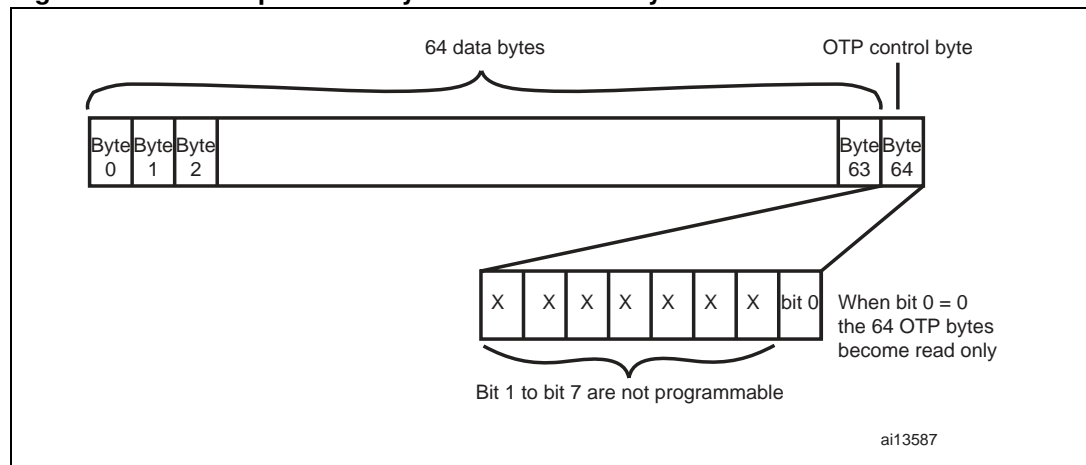 64 data bytes
OTP control byte
Byte Byte Byte Byte Byte
0 1 2 63 64
X X X X X X X bit 0
When bit 0 = 0
the 64 OTP bytes
become read only
Bit 1 to bit 7 are not programmable
ai13587